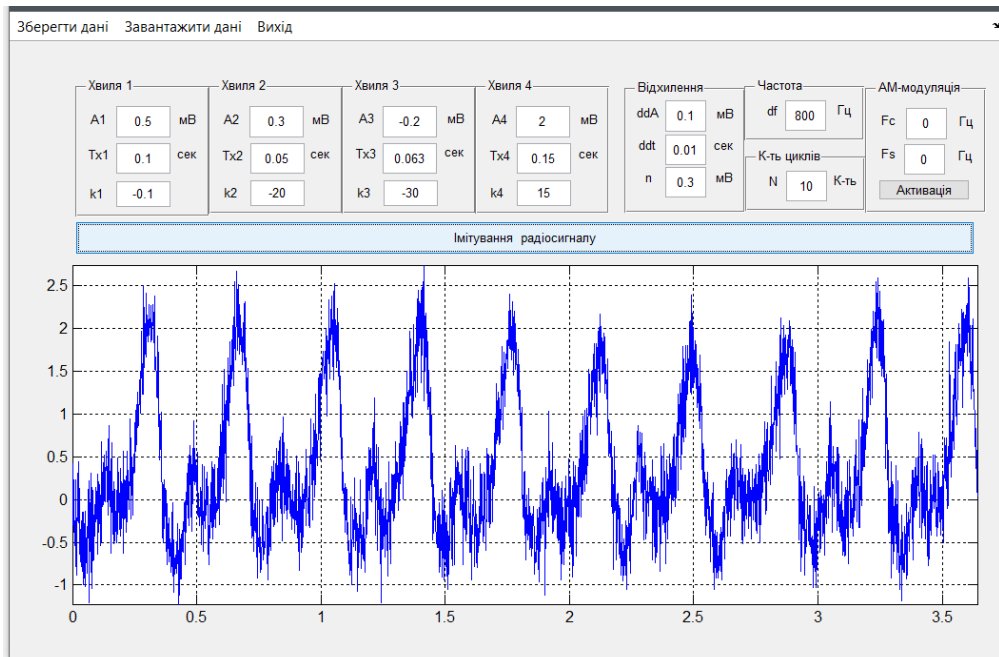 Зберегти дані Завантажити дані Вихід
Хвиля 1 Хвиля 2 Хвиля 3 Хвиля 4 Відхилення Частота АМ-модуляція
A1 0.5 мВ A2 0.3 мВ A3 -0.2 мВ A4 2 мВ ddA 0.1 мВ df 800 Гц Fc 0 Гц
Tx1 0.1 сек Tx2 0.05 сек Tx3 0.063 сек Tx4 0.15 сек ddt 0.01 сек К-ть циклів Fs 0 Гц
k1 -0.1 k2 -20 k3 -30 k4 15 n 0.3 мВ N 10 К-ть Активація
Імітування радіосигналу
2.5
2
1.5
1
0.5
0
-0.5
-1
0 0.5 1 1.5 2 2.5 3 3.5